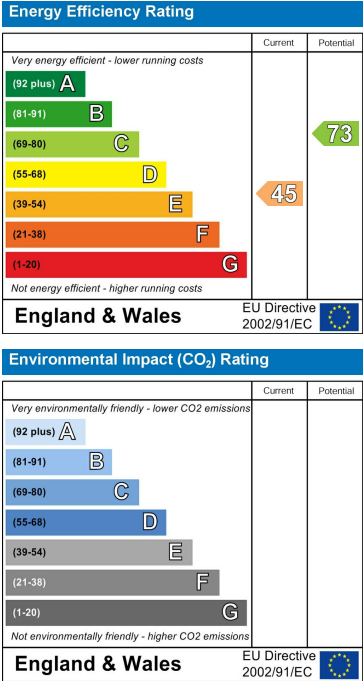 Energy Efficiency Rating
Current Potential
Very energy efficient - lower running costs
(92 plus) A
(81-91) B
(69-80) C
73
(55-68) D
(39-54) E
45
(21-38) F
(1-20) G
Not energy efficient - higher running costs
England & Wales
EU Directive
2002/91/EC
Environmental Impact (CO₂) Rating
Current Potential
Very environmentally friendly - lower CO2 emissions
(92 plus) A
(81-91) B
(69-80) C
(55-68) D
(39-54) E
(21-38) F
(1-20) G
Not environmentally friendly - higher CO2 emissions
England & Wales
EU Directive
2002/91/EC